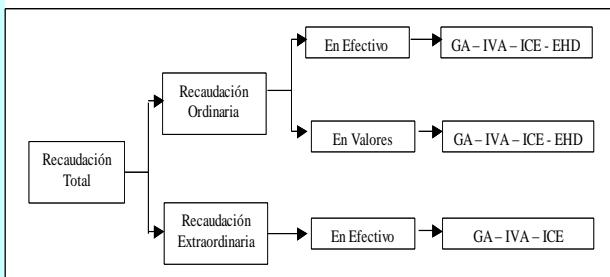 En Efectivo
GA – IVA – ICE - EHD
Recaudación
Ordinaria
En Valores
GA – IVA – ICE - EHD
Recaudación
Total
Recaudación
Extraordinaria
En Efectivo
GA – IVA – ICE